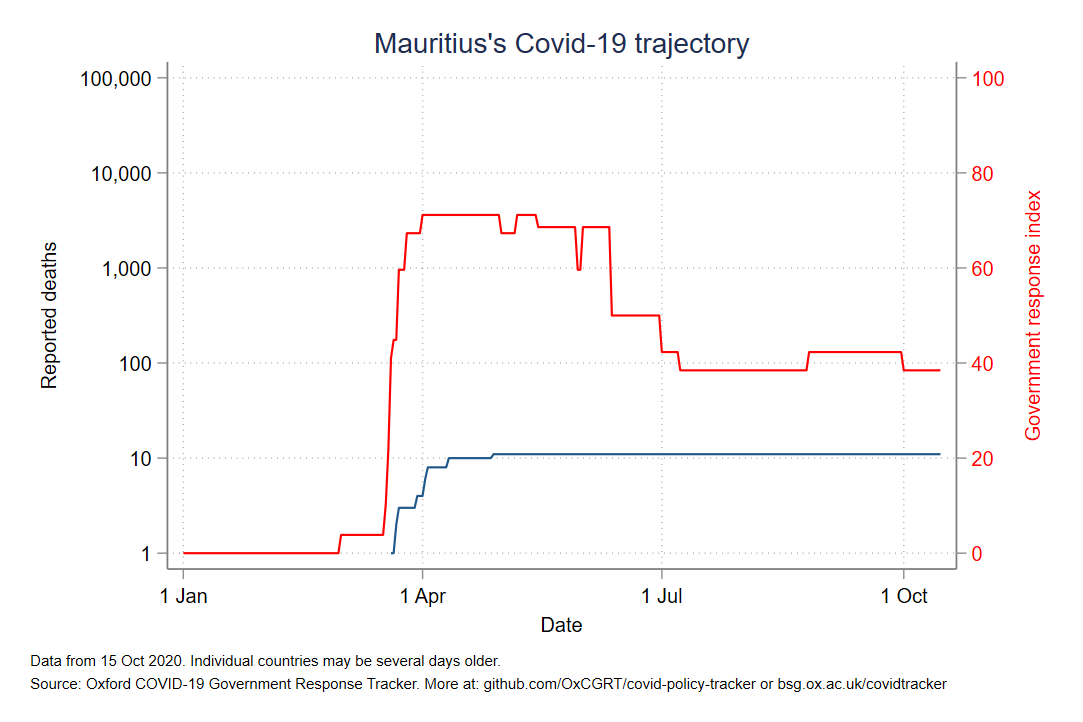 Mauritius's Covid-19 trajectory
100,000
10,000
1,000
100
10
1
Reported deaths
100
80
60
40
20
0
Government response index
1 Jan
1 Apr
1 Jul
1 Oct
Date
Data from 15 Oct 2020. Individual countries may be several days older.
Source: Oxford COVID-19 Government Response Tracker. More at: github.com/OxCGRT/covid-policy-tracker or bsg.ox.ac.uk/covidtracker